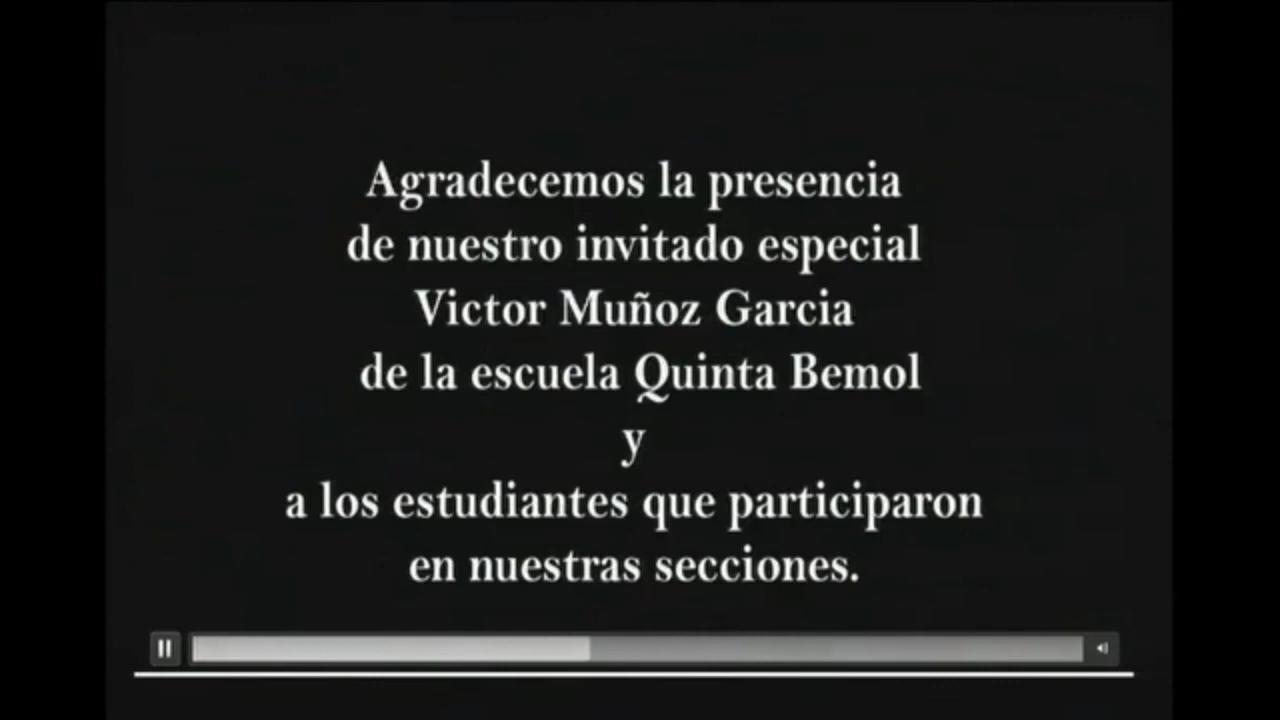 Agradecemos la presencia
de nuestro invitado especial
Victor Muñoz Garcia
de la escuela Quinta Bemol
y
a los estudiantes que participaron
en nuestras secciones.